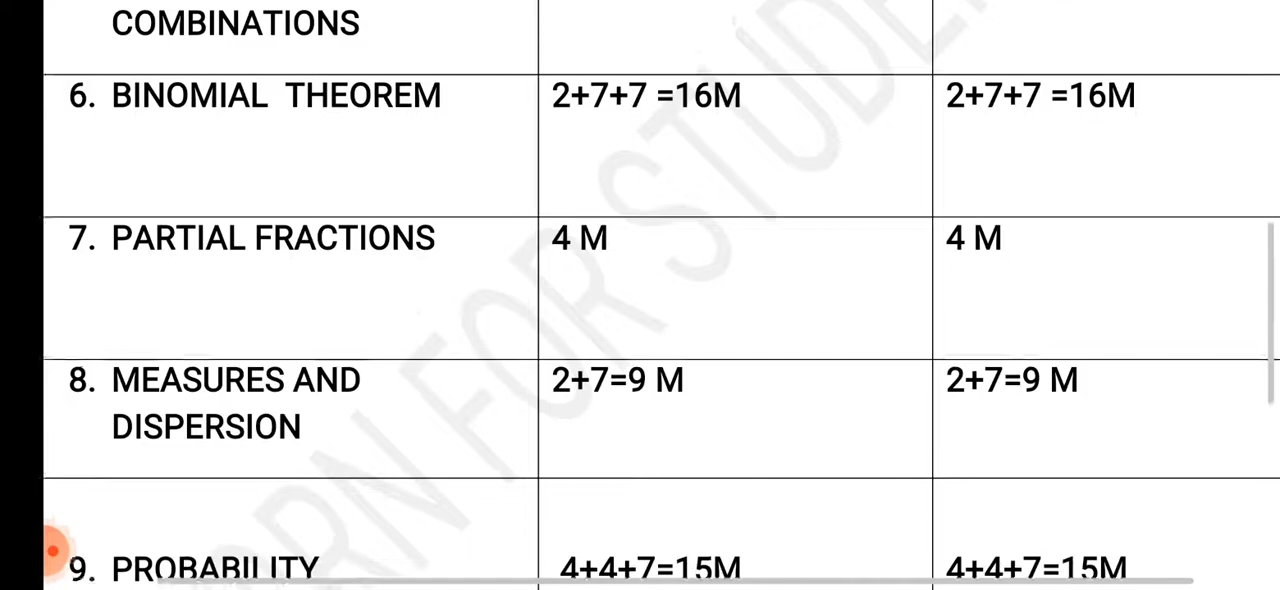 COMBINATIONS
6. BINOMIAL THEOREM 2+7+7 =16M 2+7+7 =16M
7. PARTIAL FRACTIONS 4 M 4 M
8. MEASURES AND 2+7=9 M 2+7=9 M
DISPERSION
9. PROBABILITY 4+4+7=15M 4+4+7=15M